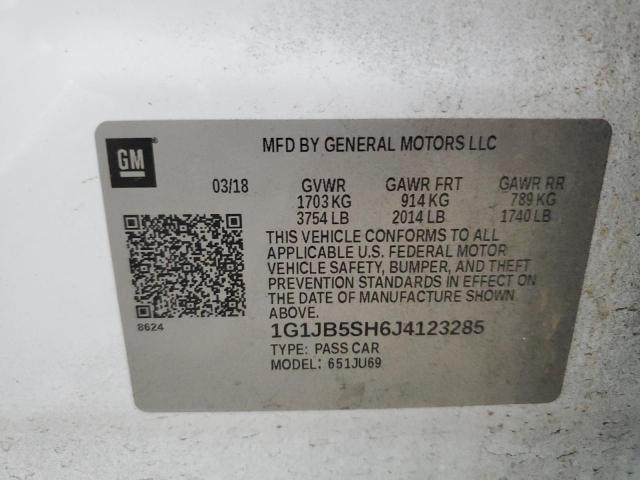 GM
MFD BY GENERAL MOTORS LLC
03/18 GVWR GAWR FRT GAWR RR
1703 KG 914 KG 789 KG
3754 LB 2014 LB 1740 LB
THIS VEHICLE CONFORMS TO ALL
APPLICABLE U.S. FEDERAL MOTOR
VEHICLE SAFETY, BUMPER, AND THEFT
PREVENTION STANDARDS IN EFFECT ON
THE DATE OF MANUFACTURE SHOWN
ABOVE.
8624
1G1JB5SH6J4123285
TYPE: PASS CAR
MODEL: 651JU69